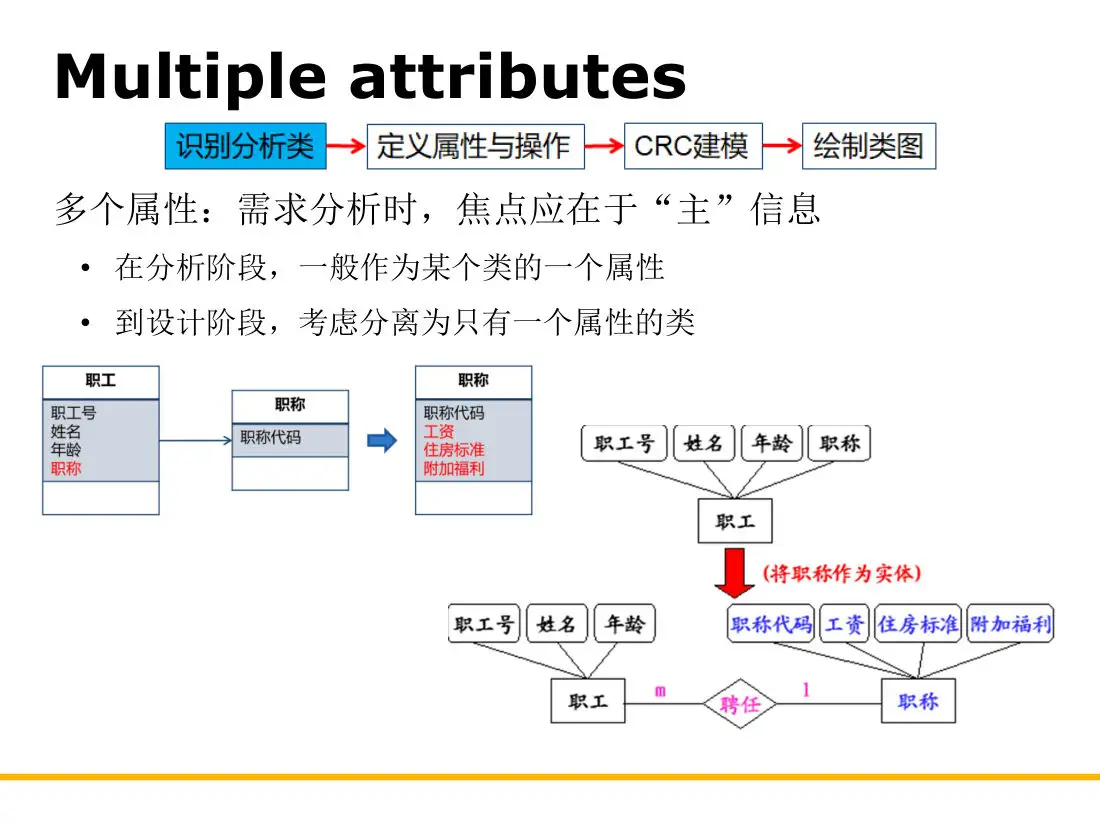 Multiple attributes
识别分析类 定义属性与操作 CRC建模 绘制类图
多个属性：需求分析时，焦点应在于“主”信息
• 在分析阶段，一般作为某个类的一个属性
• 到设计阶段，考虑分离为只有一个属性的类
职工
职工号
姓名
年龄
职称
职称
职称代码
职称
职称代码
工资
住房标准
附加福利
职工号 姓名 年龄 职称
职工
(将职称作为实体)
职工号 姓名 年龄
职称代码 工资 住房标准 附加福利
职工 m 聘任 1 职称